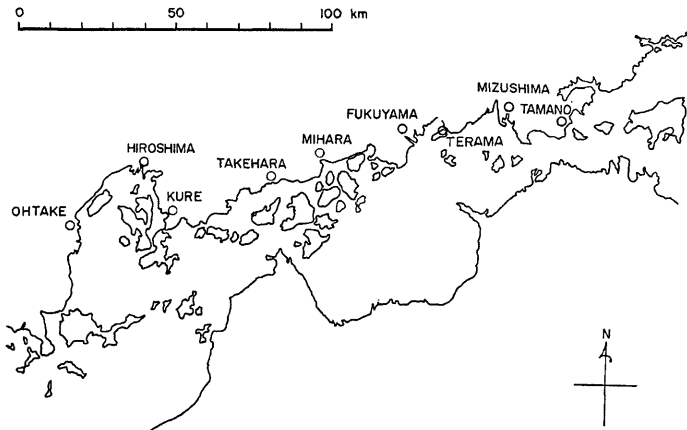 0 50 100 km
MIZUSHIMA
TAMANO
FUKUYAMA
TERAMA
MIHARA
HIROSHIMA
TAKEHARA
KURE
OHTAKE
N